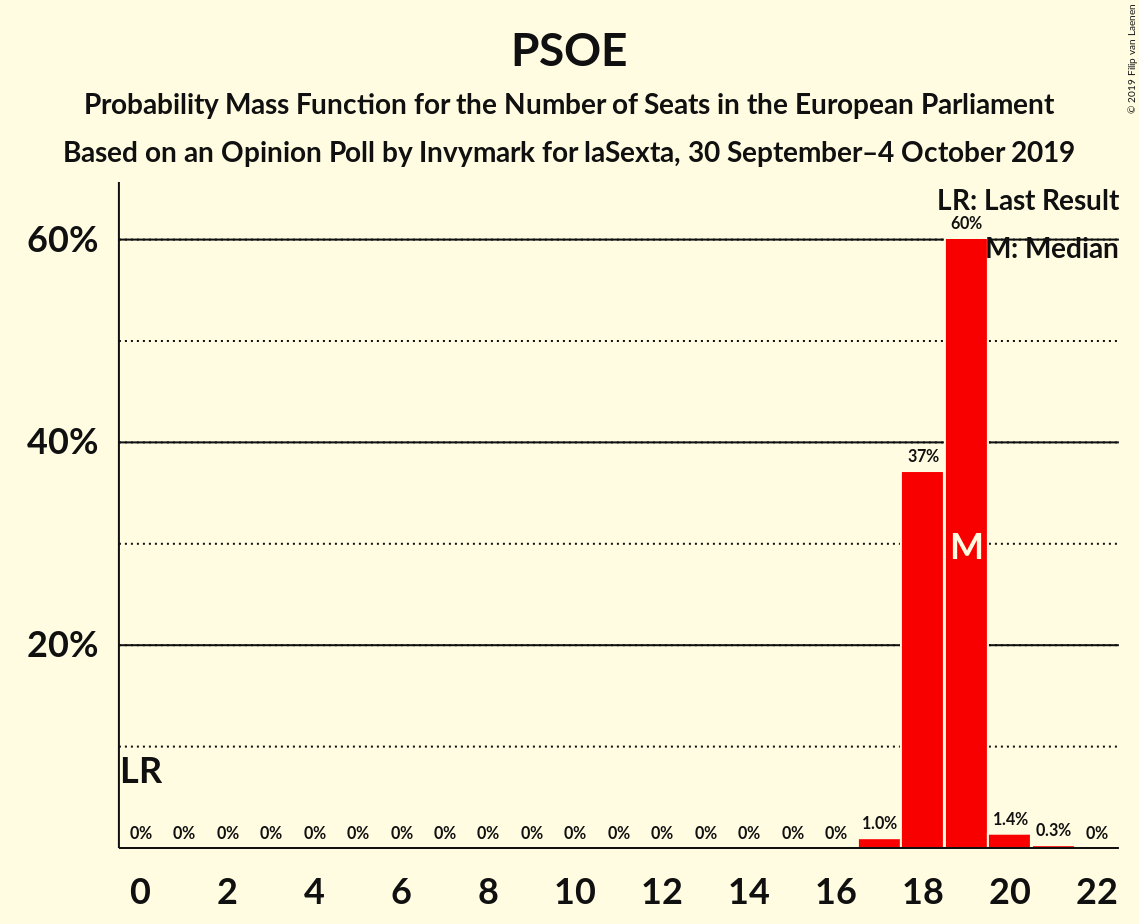 PSOE
Probability Mass Function for the Number of Seats in the European Parliament
Based on an Opinion Poll by Invymark for laSexta, 30 September–4 October 2019
© 2019 Filip van Laenen
LR: Last Result
M: Median
60%
40%
20%
60%
37%
M
LR
0% 0% 0% 0% 0% 0% 0% 0% 0% 0% 0% 0% 0% 0% 0% 0% 0% 1.0% 1.4% 0.3% 0%
0 2 4 6 8 10 12 14 16 18 20 22